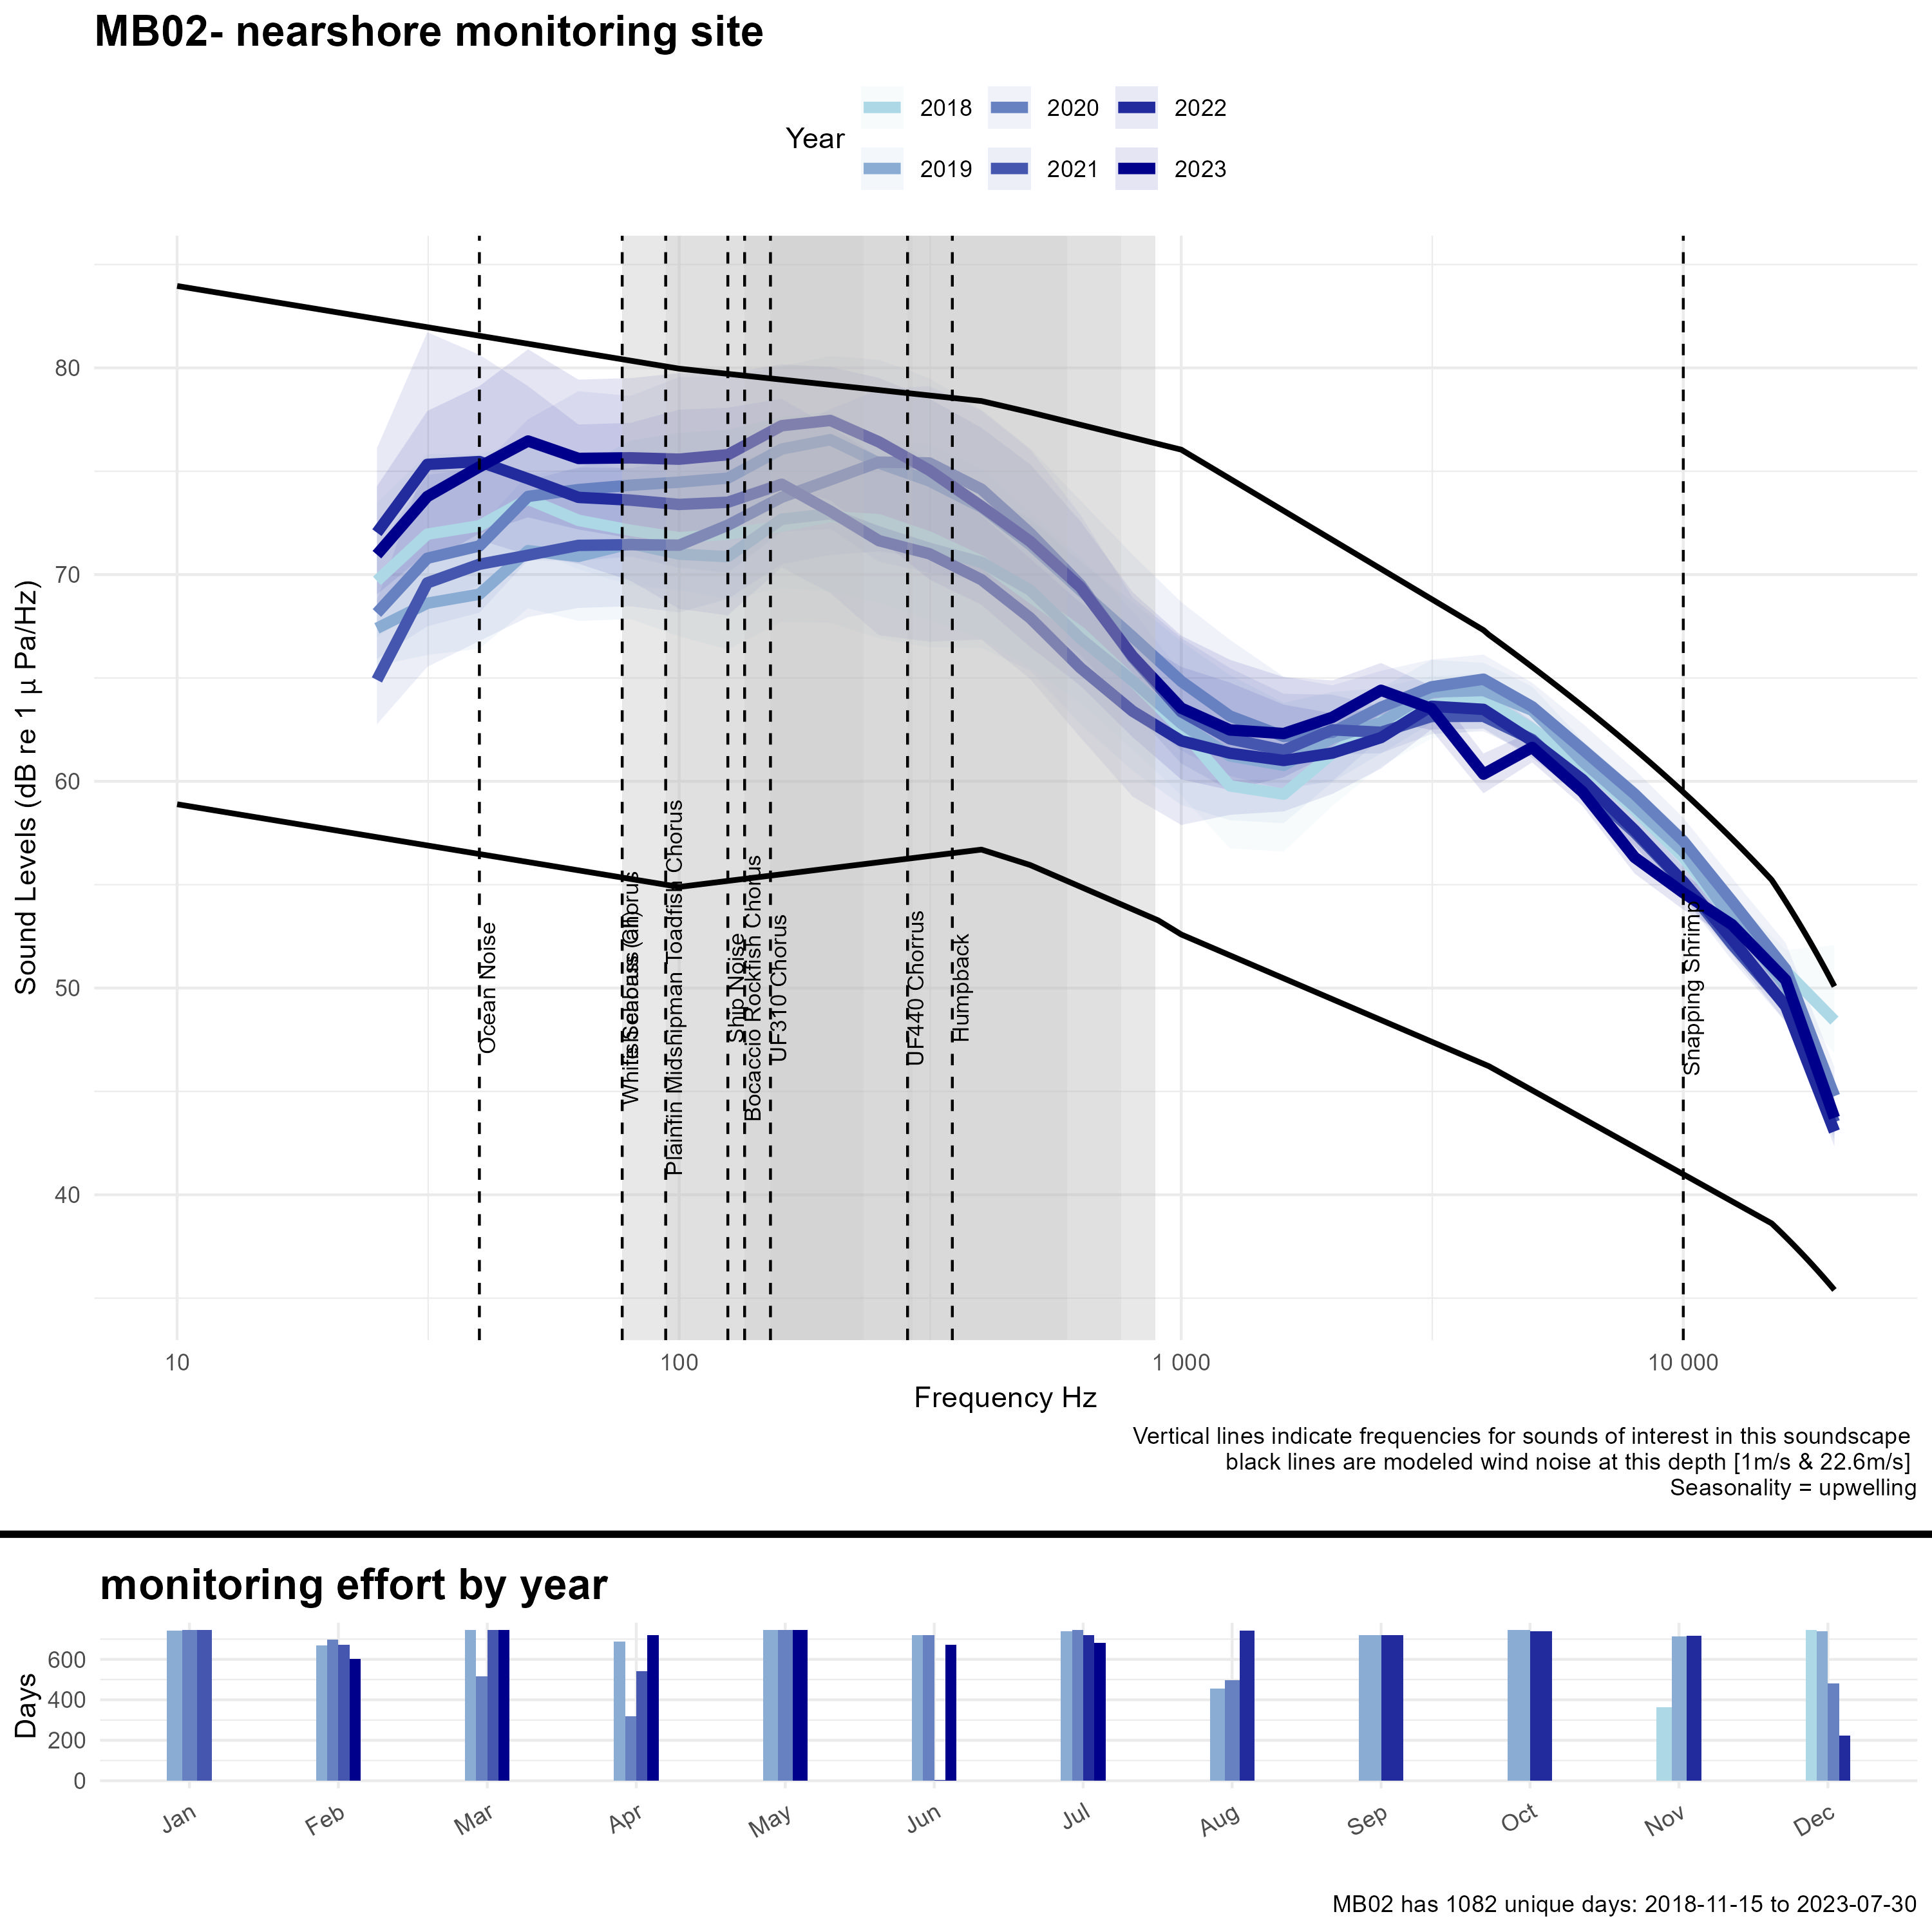 MB02- nearshore monitoring site
Year
2018
2020
2022
2019
2021
2023
Sound Levels (dB re 1 µ Pa/Hz)
80
70
60
50
40
Ocean Noise
Plainfin Midshipman Toadfish Chorus
Ship Noise
Bocaccio Rockfish Chorus
UF310 Chorus
UF440 Chorrus
Humpback
Snapping Shrimp
10
100
1 000
10 000
Frequency Hz
Vertical lines indicate frequencies for sounds of interest in this soundscape
black lines are modeled wind noise at this depth [1m/s & 22.6m/s]
Seasonality = upwelling
monitoring effort by year
Days
600
400
200
0
Jan
Feb
Mar
Apr
May
Jun
Jul
Aug
Sep
Oct
Nov
Dec
MB02 has 1082 unique days: 2018-11-15 to 2023-07-30